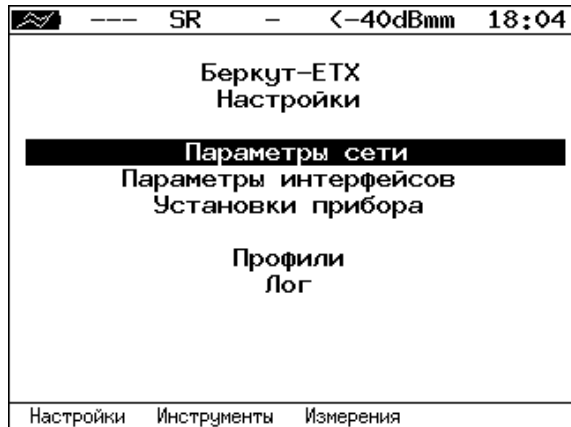 --- SR - <-40dBmm 18:04
Беркут-ETX
Настройки
Параметры сети
Параметры интерфейсов
Установки прибора
Профили
Лог
Настройки Инструменты Измерения